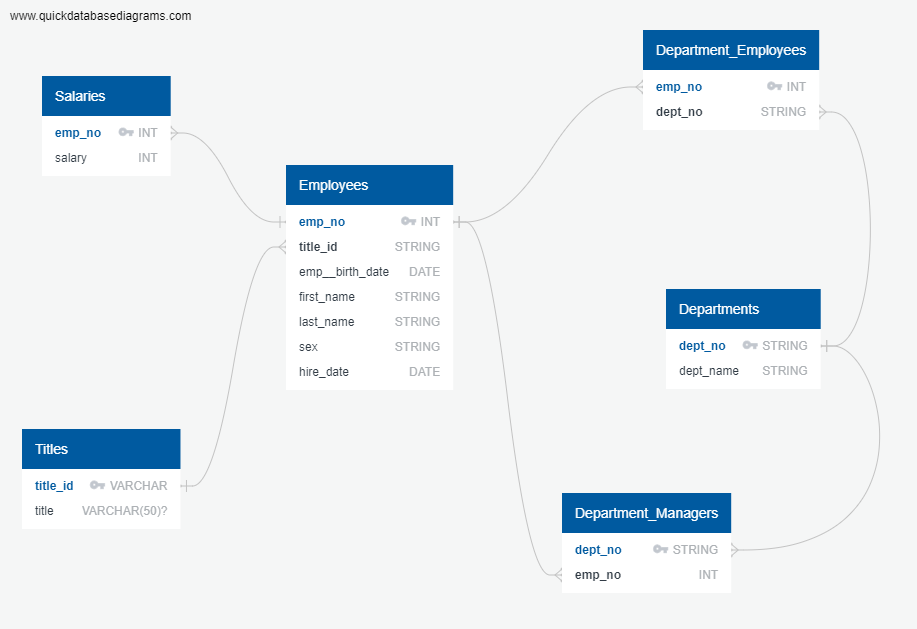 www.quickdatabasediagrams.com
Salaries
emp_no INT
salary INT
Employees
emp_no INT
title_id STRING
emp__birth_date DATE
first_name STRING
last_name STRING
sex STRING
hire_date DATE
Titles
title_id VARCHAR
title VARCHAR(50)?
Department_Employees
emp_no INT
dept_no STRING
Departments
dept_no STRING
dept_name STRING
Department_Managers
dept_no STRING
emp_no INT